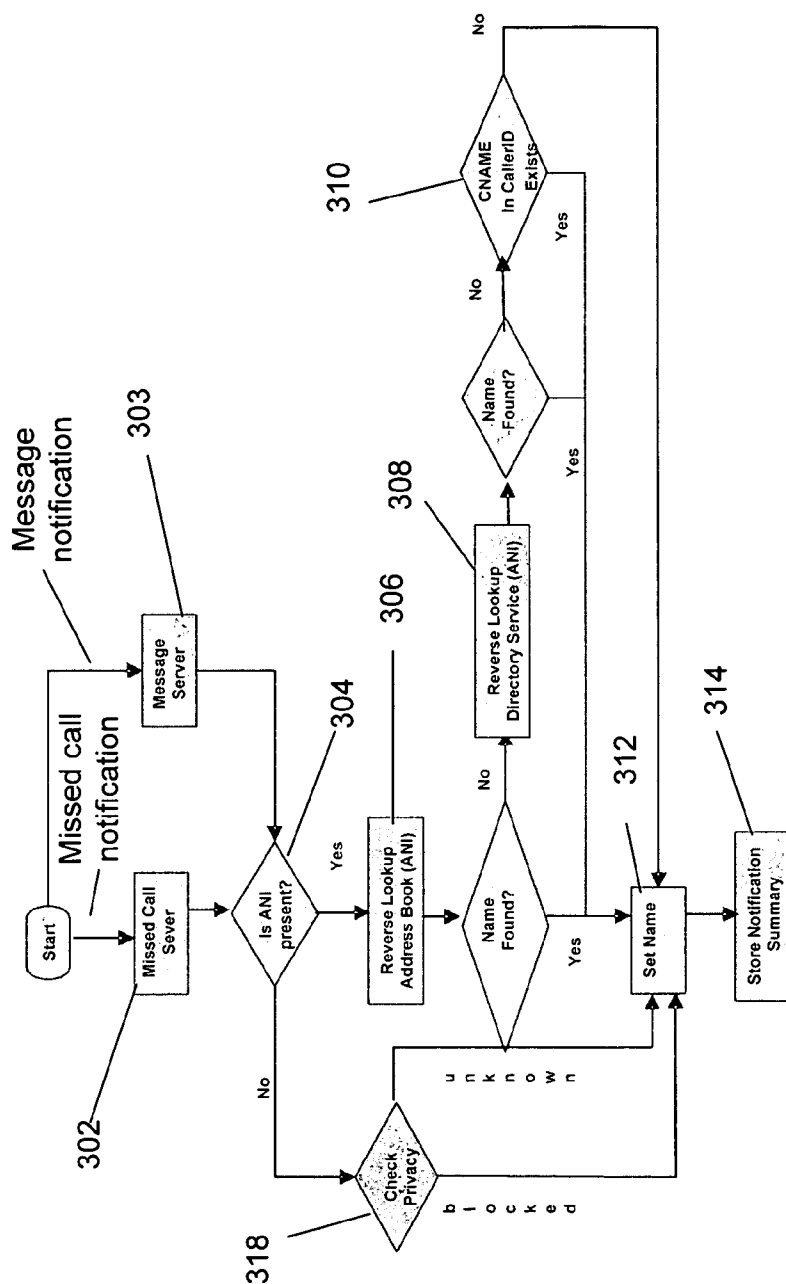 Start
Message
notification
Missed call
notification
303
Message
Server
302
Missed Call
Sever
304
Is ANI
present?
No
Yes
318
Check
Privacy
306
Reverse Lookup
Address Book (ANI)
308
Reverse Lookup
Directory Service (ANI)
310
Name
Found?
No
Yes
Name
Found?
No
Yes
CNAME
In CallerID
Exists
No
Yes
unknown
blocked
312
Set Name
314
Store Notification
Summary